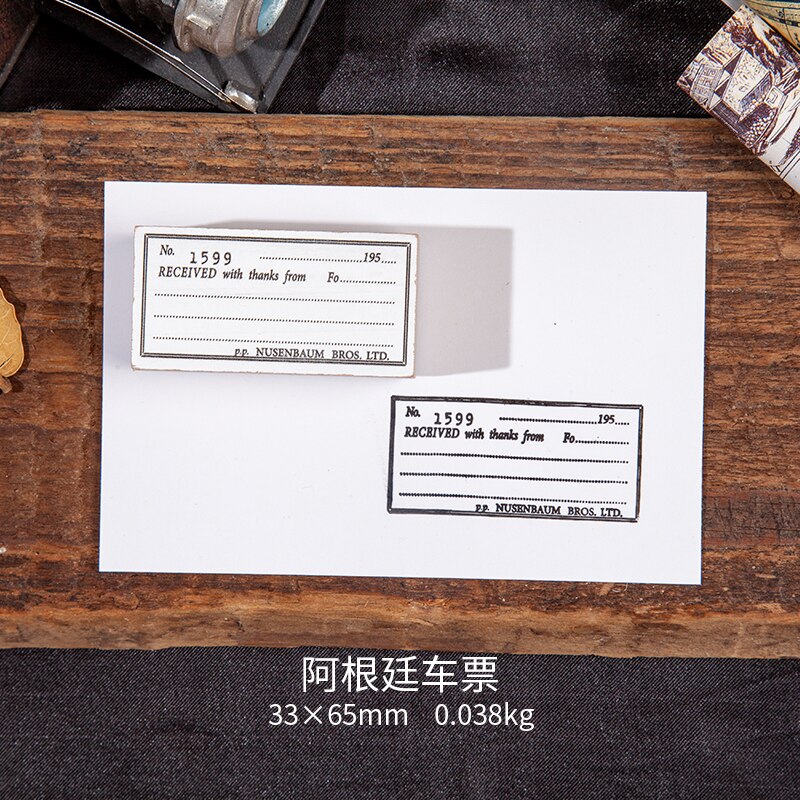 No. 1599 ..............................195.....
RECEIVED with thanks from Fo...............
p.p. NUSENBAUM BROS. LTD.
No. 1599 ..............................195.....
RECEIVED with thanks from Fo...............
p.p. NUSENBAUM BROS. LTD.
阿根廷车票
33×65mm 0.038kg